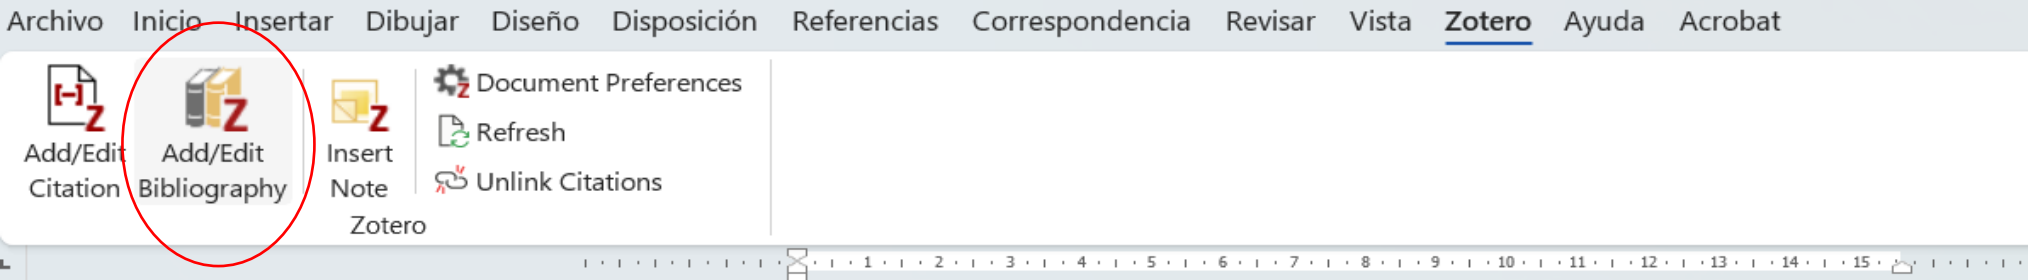 Archivo Inicio Insertar Dibujar Diseño Disposición Referencias Correspondencia Revisar Vista Zotero Ayuda Acrobat
Add/Edit Citation
Add/Edit Bibliography
Insert Note
Document Preferences
Refresh
Unlink Citations
Zotero
1 2 3 4 5 6 7 8 9 10 11 12 13 14 15